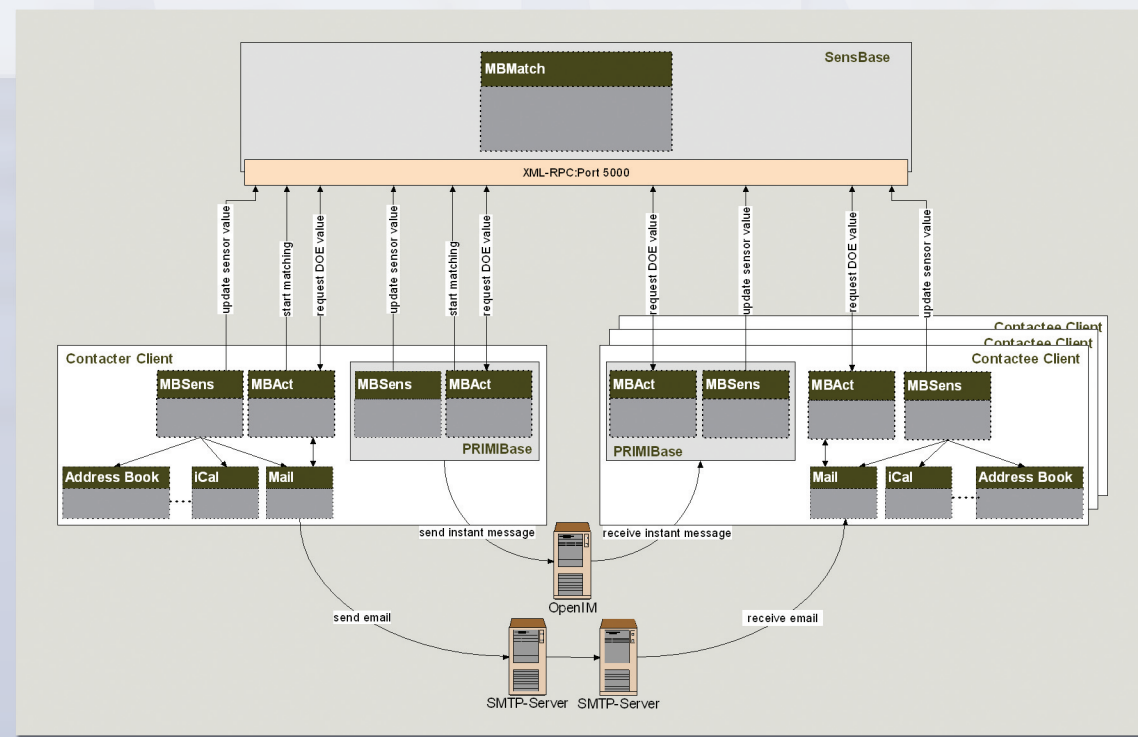 SensBase
MBMatch
XML-RPC:Port 5000
update sensor value
start matching
request DOE value
update sensor value
start matching
request DOE value
request DOE value
update sensor value
request DOE value
update sensor value
Contactee Client
Contactee Client
Contacter Client
Contactee Client
MBSens
MBAct
MBSens
MBAct
PRIMIBase
MBAct
MBSens
PRIMIBase
MBAct
MBSens
Address Book
iCal
Mail
Mail
iCal
Address Book
send instant message
receive instant message
OpenIM
send email
receive email
SMTP-Server
SMTP-Server